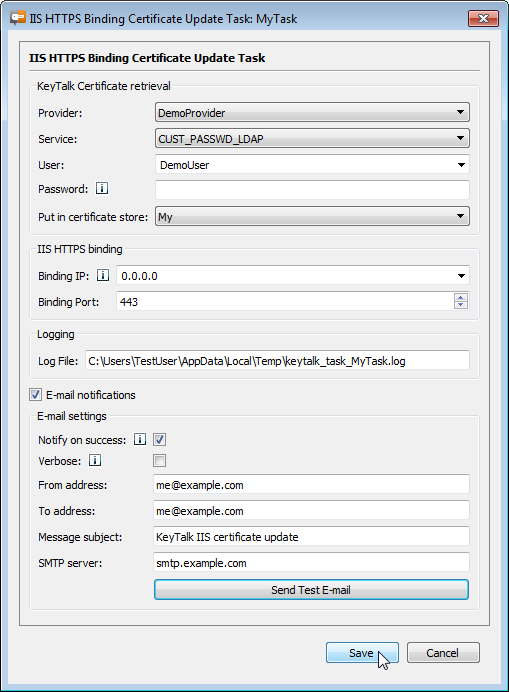 IIS HTTPS Binding Certificate Update Task: MyTask
IIS HTTPS Binding Certificate Update Task
KeyTalk Certificate retrieval
Provider: DemoProvider
Service: CUST_PASSWD_LDAP
User: DemoUser
Password: i
Put in certificate store: My
IIS HTTPS binding
Binding IP: i 0.0.0.0
Binding Port: 443
Logging
Log File: C:\Users\TestUser\AppData\Local\Temp\keytalk_task_MyTask.log
E-mail notifications
E-mail settings
Notify on success: i
Verbose: i
From address: me@example.com
To address: me@example.com
Message subject: KeyTalk IIS certificate update
SMTP server: smtp.example.com
Send Test E-mail
Save Cancel